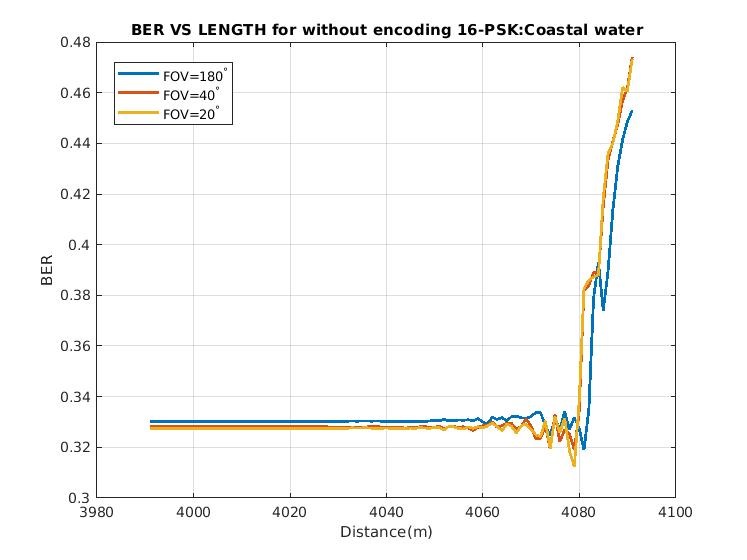 BER VS LENGTH for without encoding 16-PSK:Coastal water
0.48
FOV=180°
FOV=40°
FOV=20°
0.46
0.44
0.42
0.4
0.38
0.36
0.34
0.32
0.3
BER
3980 4000 4020 4040 4060 4080 4100
Distance(m)